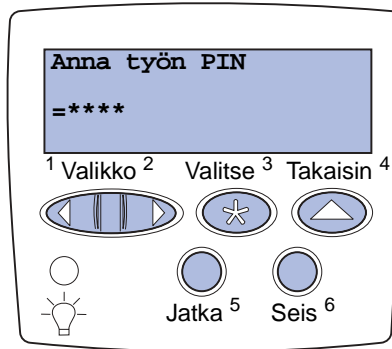 Anna työn PIN
=****
1 Valikko 2 Valitse 3 Takaisin 4
Jatka 5 Seis 6